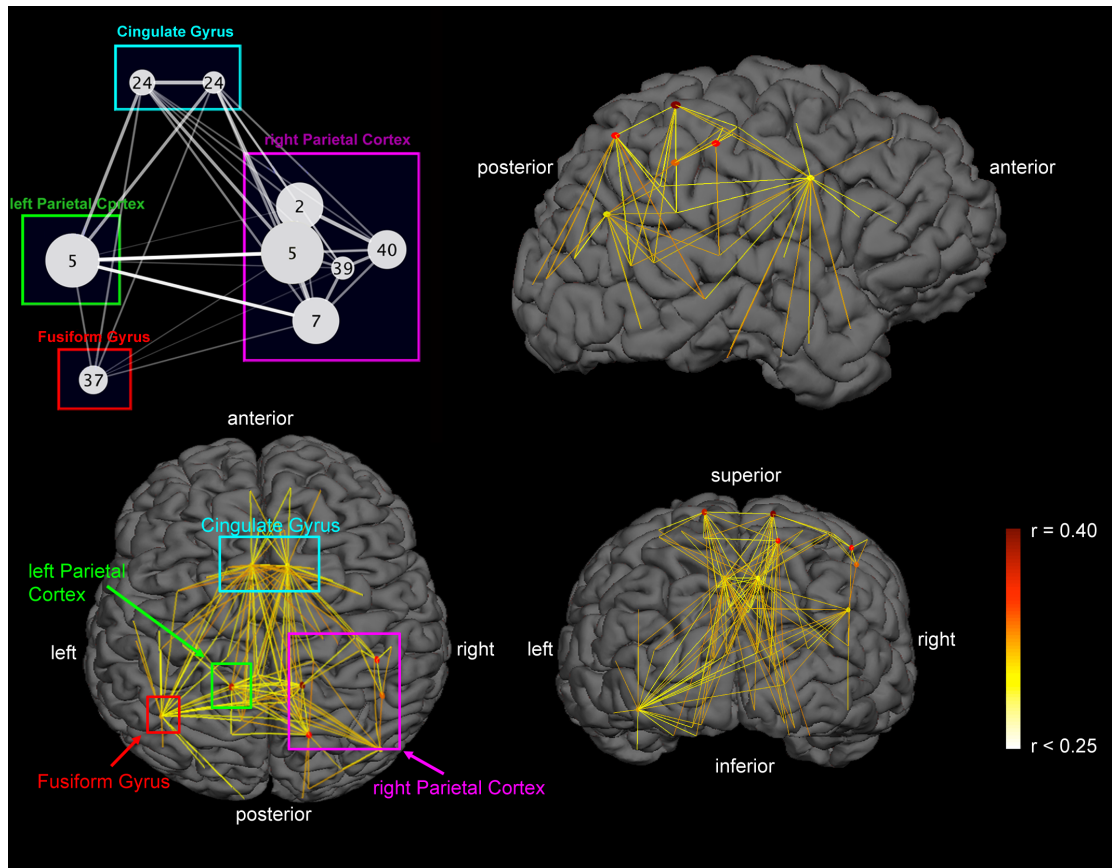 Cingulate Gyrus
24
24
right Parietal Cortex
2
left Parietal Cortex
5
5
40
39
7
Fusiform Gyrus
37
posterior
anterior
anterior
Cingulate Gyrus
left Parietal
Cortex
left
right
Fusiform Gyrus
right Parietal Cortex
posterior
superior
r = 0.40
left
right
r < 0.25
inferior